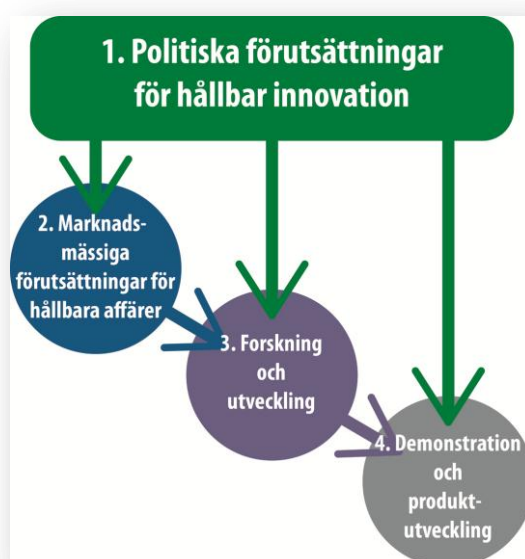 1. Politiska förutsättningar
för hållbar innovation
2. Marknads-
mässiga
förutsättningar för
hållbara affärer
3. Forskning
och
utveckling
4. Demonstration
och
produkt-
utveckling